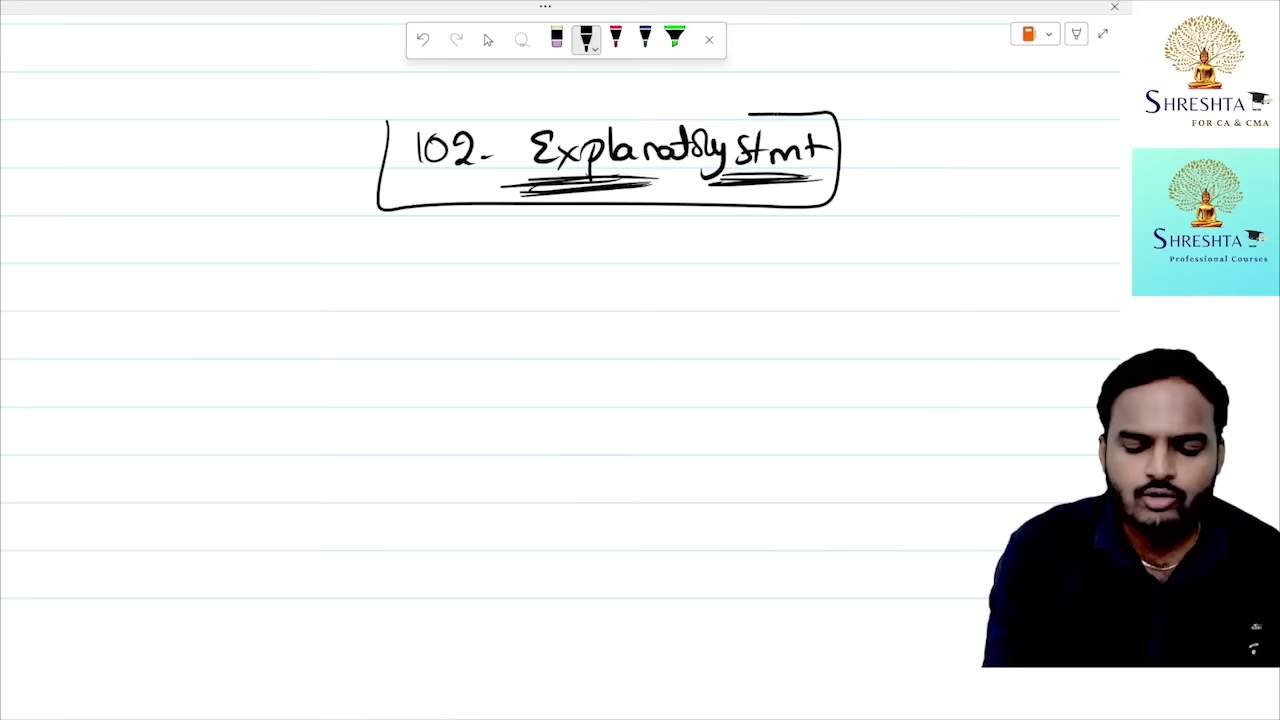 102. Explanatory Stmt
SHRESHTA
FOR CA & CMA
SHRESHTA
Professional Courses